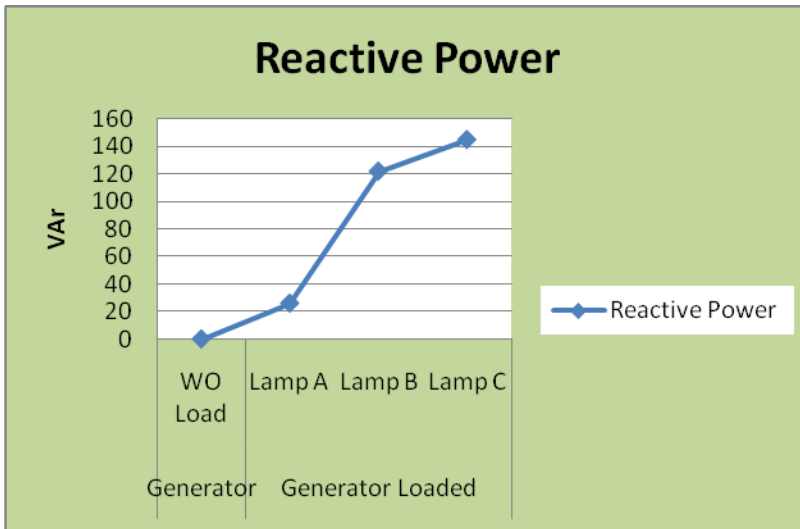 Reactive Power
160
140
120
100
80
60
40
20
0
VAr
WO Load
Lamp A
Lamp B
Lamp C
Generator
Generator Loaded
Reactive Power